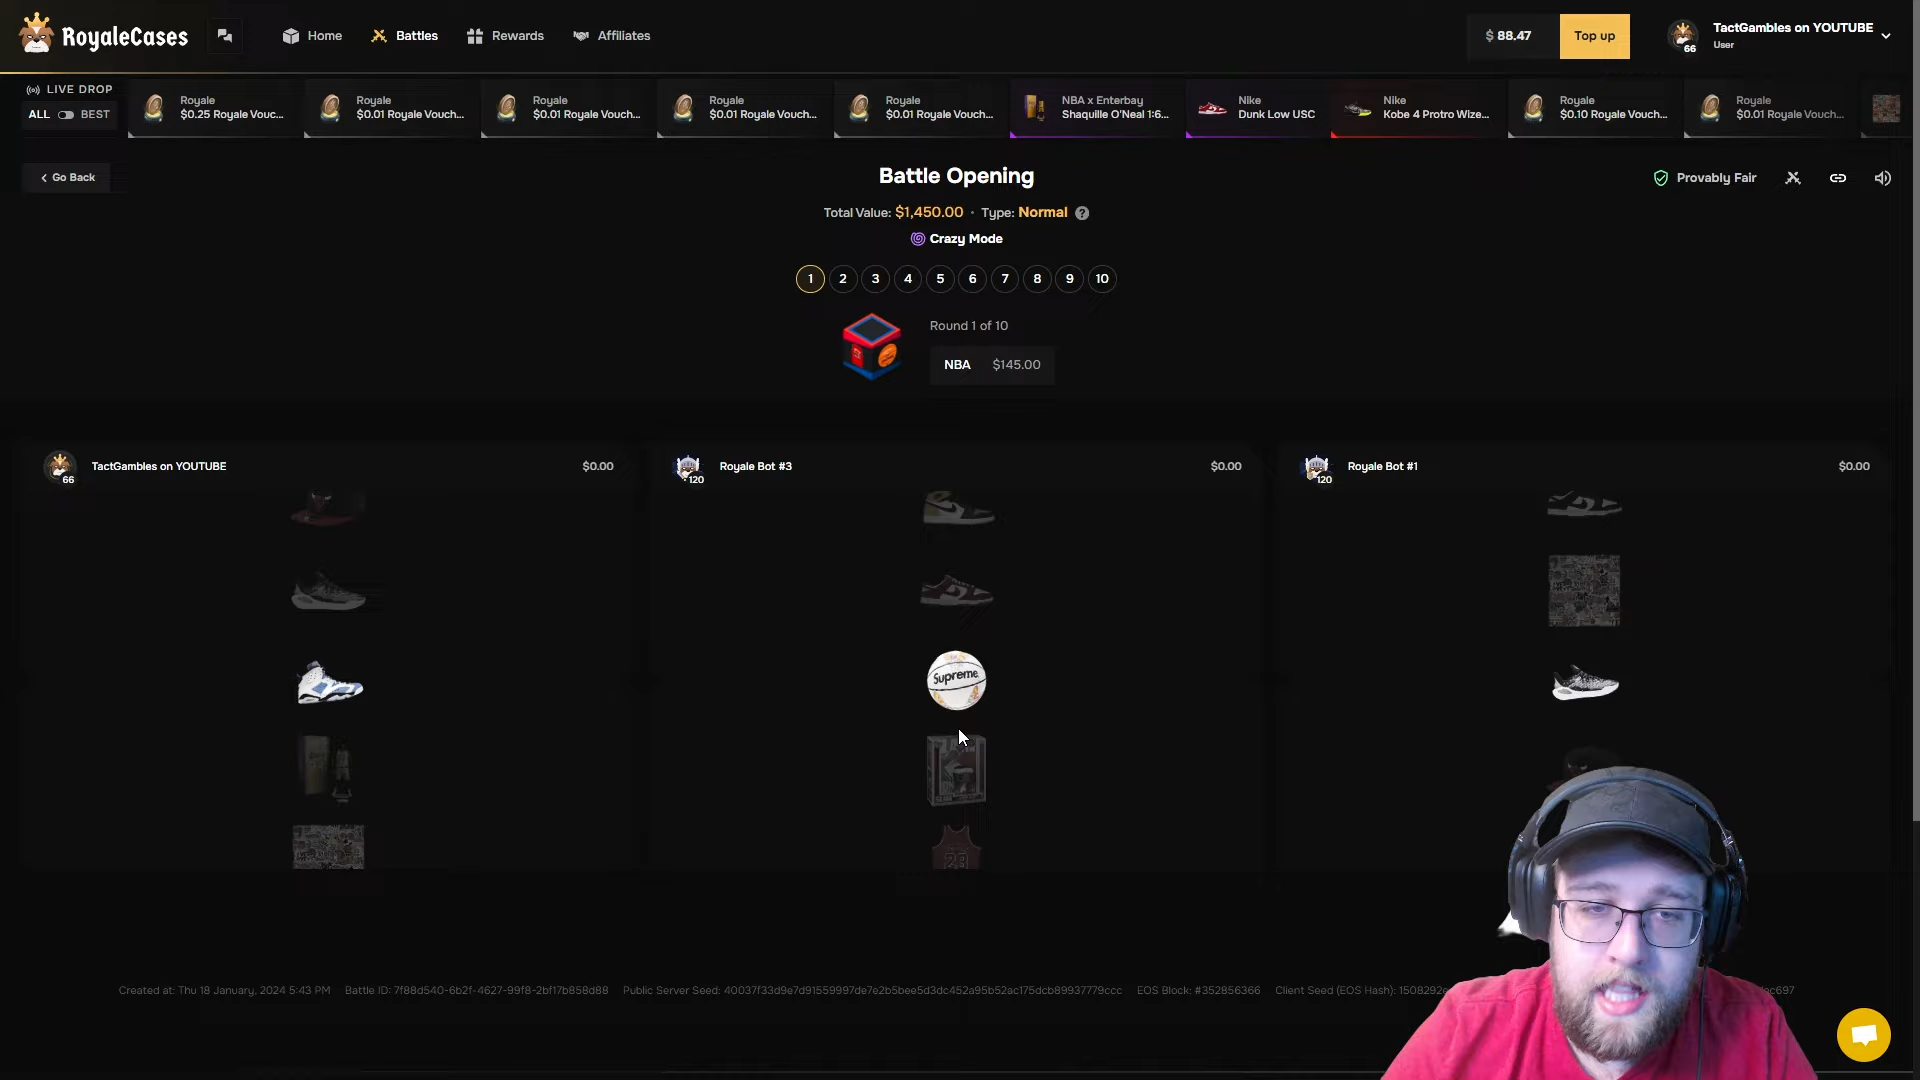 RoyaleCases
Home
Battles
Rewards
Affiliates
$ 88.47
Top up
66
TactGambles on YOUTUBE
User
LIVE DROP
ALL BEST
Royale
$0.25 Royale Vouc...
Royale
$0.01 Royale Vouch...
Royale
$0.01 Royale Vouch...
Royale
$0.01 Royale Vouch...
Royale
$0.01 Royale Vouch...
NBA x Enterbay
Shaquille O'Neal 1:6...
Nike
Dunk Low USC
Nike
Kobe 4 Protro Wize...
Royale
$0.10 Royale Vouch...
Royale
$0.01 Royale Vouch...
Go Back
Battle Opening
Provably Fair
Total Value: $1,450.00 · Type: Normal ?
Crazy Mode
1 2 3 4 5 6 7 8 9 10
Round 1 of 10
NBA $145.00
66
TactGambles on YOUTUBE
$0.00
120
Royale Bot #3
$0.00
120
Royale Bot #1
$0.00
Supreme
23
Created at: Thu 18 January, 2024 5:43 PM Battle ID: 7f88d540-6b2f-4627-99f8-2bf17b858d88 Public Server Seed: 40037f33d9e7d91559997de7e2b5bee5d3dc452a95b52ac175dcb89937779ccc EOS Block: #352856366 Client Seed (EOS Hash):